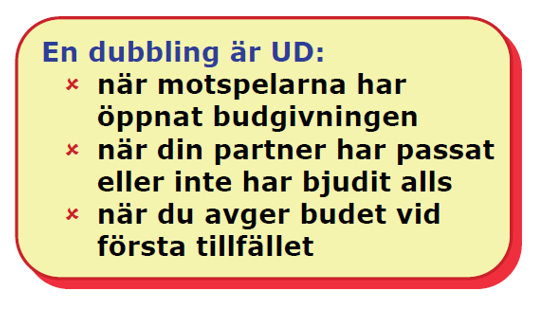 En dubbling är UD:
när motspelarna har
öppnat budgivningen
när din partner har passat
eller inte har bjudit alls
när du avger budet vid
första tillfället